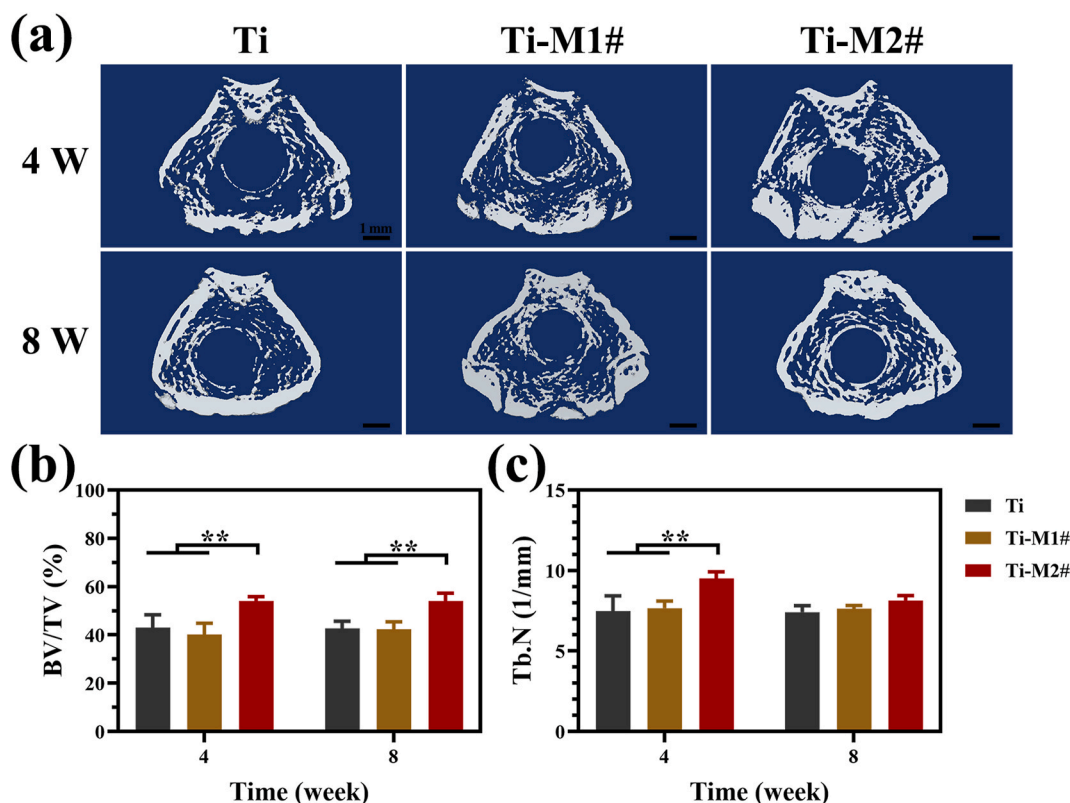 (a)
Ti Ti-M1# Ti-M2#
4 W
1 mm
8 W
(b)
BV/TV (%)
100
80
60
40
20
0
**
**
4 8
Time (week)
(c)
Tb.N (1/mm)
15
10
5
0
**
4 8
Time (week)
Ti
Ti-M1#
Ti-M2#